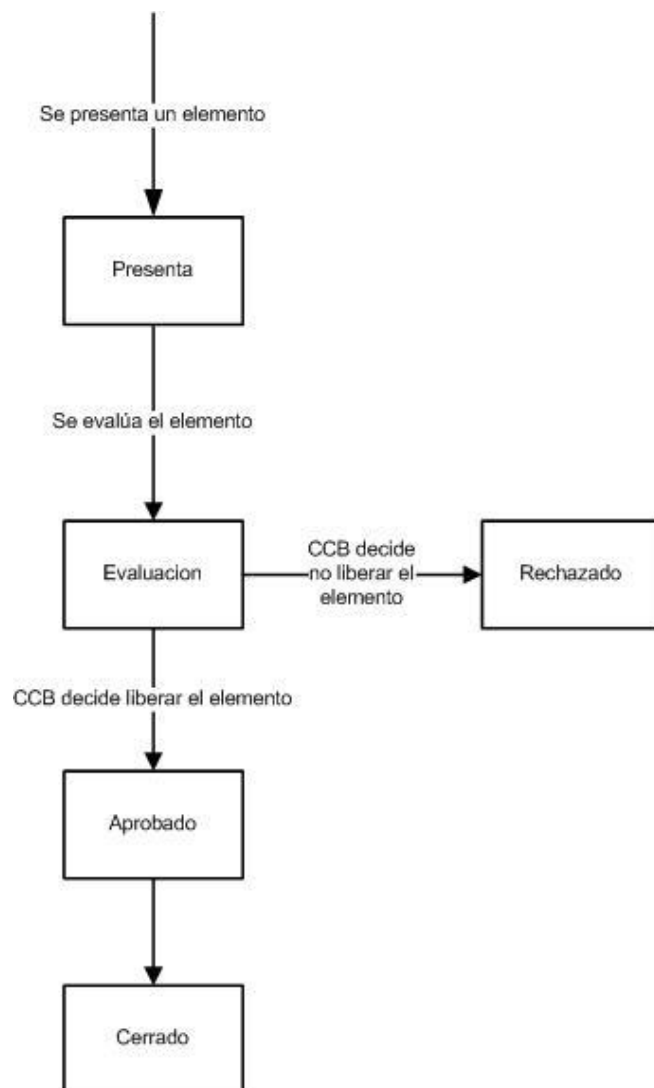 Se presenta un elemento
Presenta
Se evalúa el elemento
Evaluacion
CCB decide
no liberar el
elemento
Rechazado
CCB decide liberar el elemento
Aprobado
Cerrado